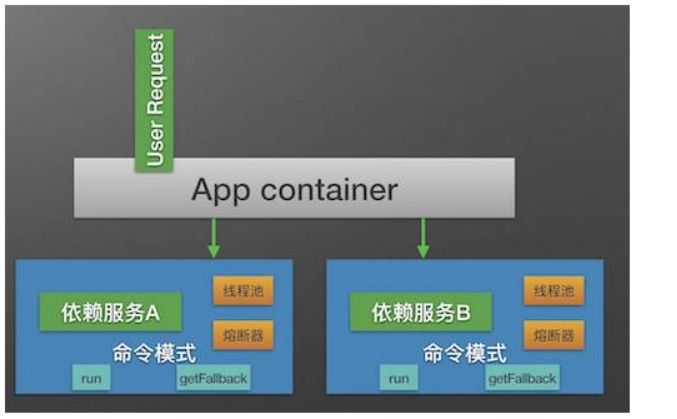 User Request
App container
依赖服务A
线程池
熔断器
命令模式
run
getFallback
依赖服务B
线程池
熔断器
命令模式
run
getFallback